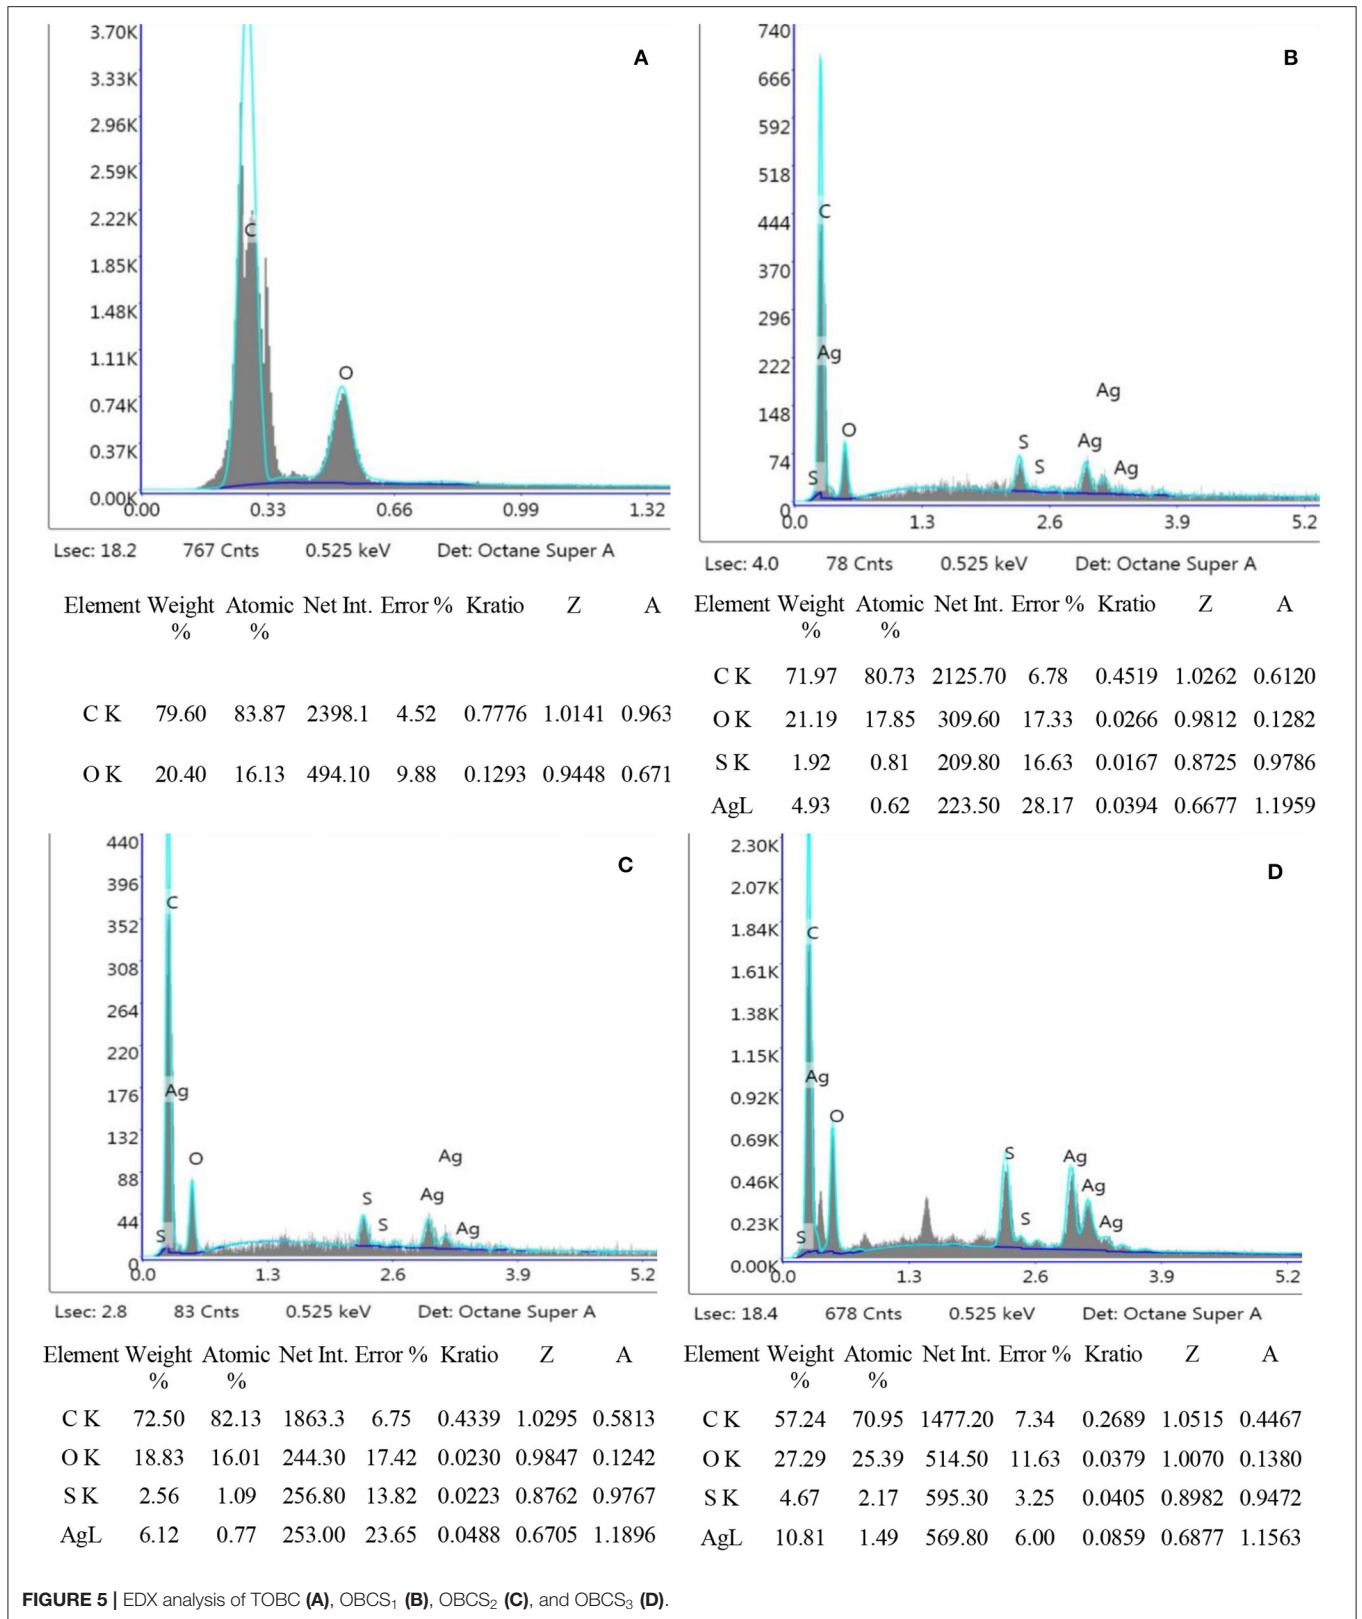 A
3.70K
3.33K
2.96K
2.59K
2.22K
1.85K
1.48K
1.11K
0.74K
0.37K
0.00K
C
O
0.00 0.33 0.66 0.99 1.32
Lsec: 18.2 767 Cnts 0.525 keV Det: Octane Super A
Element Weight % Atomic % Net Int. Error % Kratio Z A
C K 79.60 83.87 2398.1 4.52 0.7776 1.0141 0.963
O K 20.40 16.13 494.10 9.88 0.1293 0.9448 0.671
B
740
666
592
518
444
370
296
222
148
74
0
C
Ag
S
O
S
S
Ag
Ag
Ag
0.0 1.3 2.6 3.9 5.2
Lsec: 4.0 78 Cnts 0.525 keV Det: Octane Super A
Element Weight % Atomic % Net Int. Error % Kratio Z A
C K 71.97 80.73 2125.70 6.78 0.4519 1.0262 0.6120
O K 21.19 17.85 309.60 17.33 0.0266 0.9812 0.1282
S K 1.92 0.81 209.80 16.63 0.0167 0.8725 0.9786
AgL 4.93 0.62 223.50 28.17 0.0394 0.6677 1.1959
C
440
396
352
308
264
220
176
132
88
44
0
C
Ag
S
O
S
S
Ag
Ag
Ag
0.0 1.3 2.6 3.9 5.2
Lsec: 2.8 83 Cnts 0.525 keV Det: Octane Super A
Element Weight % Atomic % Net Int. Error % Kratio Z A
C K 72.50 82.13 1863.3 6.75 0.4339 1.0295 0.5813
O K 18.83 16.01 244.30 17.42 0.0230 0.9847 0.1242
S K 2.56 1.09 256.80 13.82 0.0223 0.8762 0.9767
AgL 6.12 0.77 253.00 23.65 0.0488 0.6705 1.1896
D
2.30K
2.07K
1.84K
1.61K
1.38K
1.15K
0.92K
0.69K
0.46K
0.23K
0.00K
C
Ag
S
O
S
S
Ag
Ag
Ag
0.0 1.3 2.6 3.9 5.2
Lsec: 18.4 678 Cnts 0.525 keV Det: Octane Super A
Element Weight % Atomic % Net Int. Error % Kratio Z A
C K 57.24 70.95 1477.20 7.34 0.2689 1.0515 0.4467
O K 27.29 25.39 514.50 11.63 0.0379 1.0070 0.1380
S K 4.67 2.17 595.30 3.25 0.0405 0.8982 0.9472
AgL 10.81 1.49 569.80 6.00 0.0859 0.6877 1.1563
FIGURE 5 | EDX analysis of TOBC (A), OBCS₁ (B), OBCS₂ (C), and OBCS₃ (D).